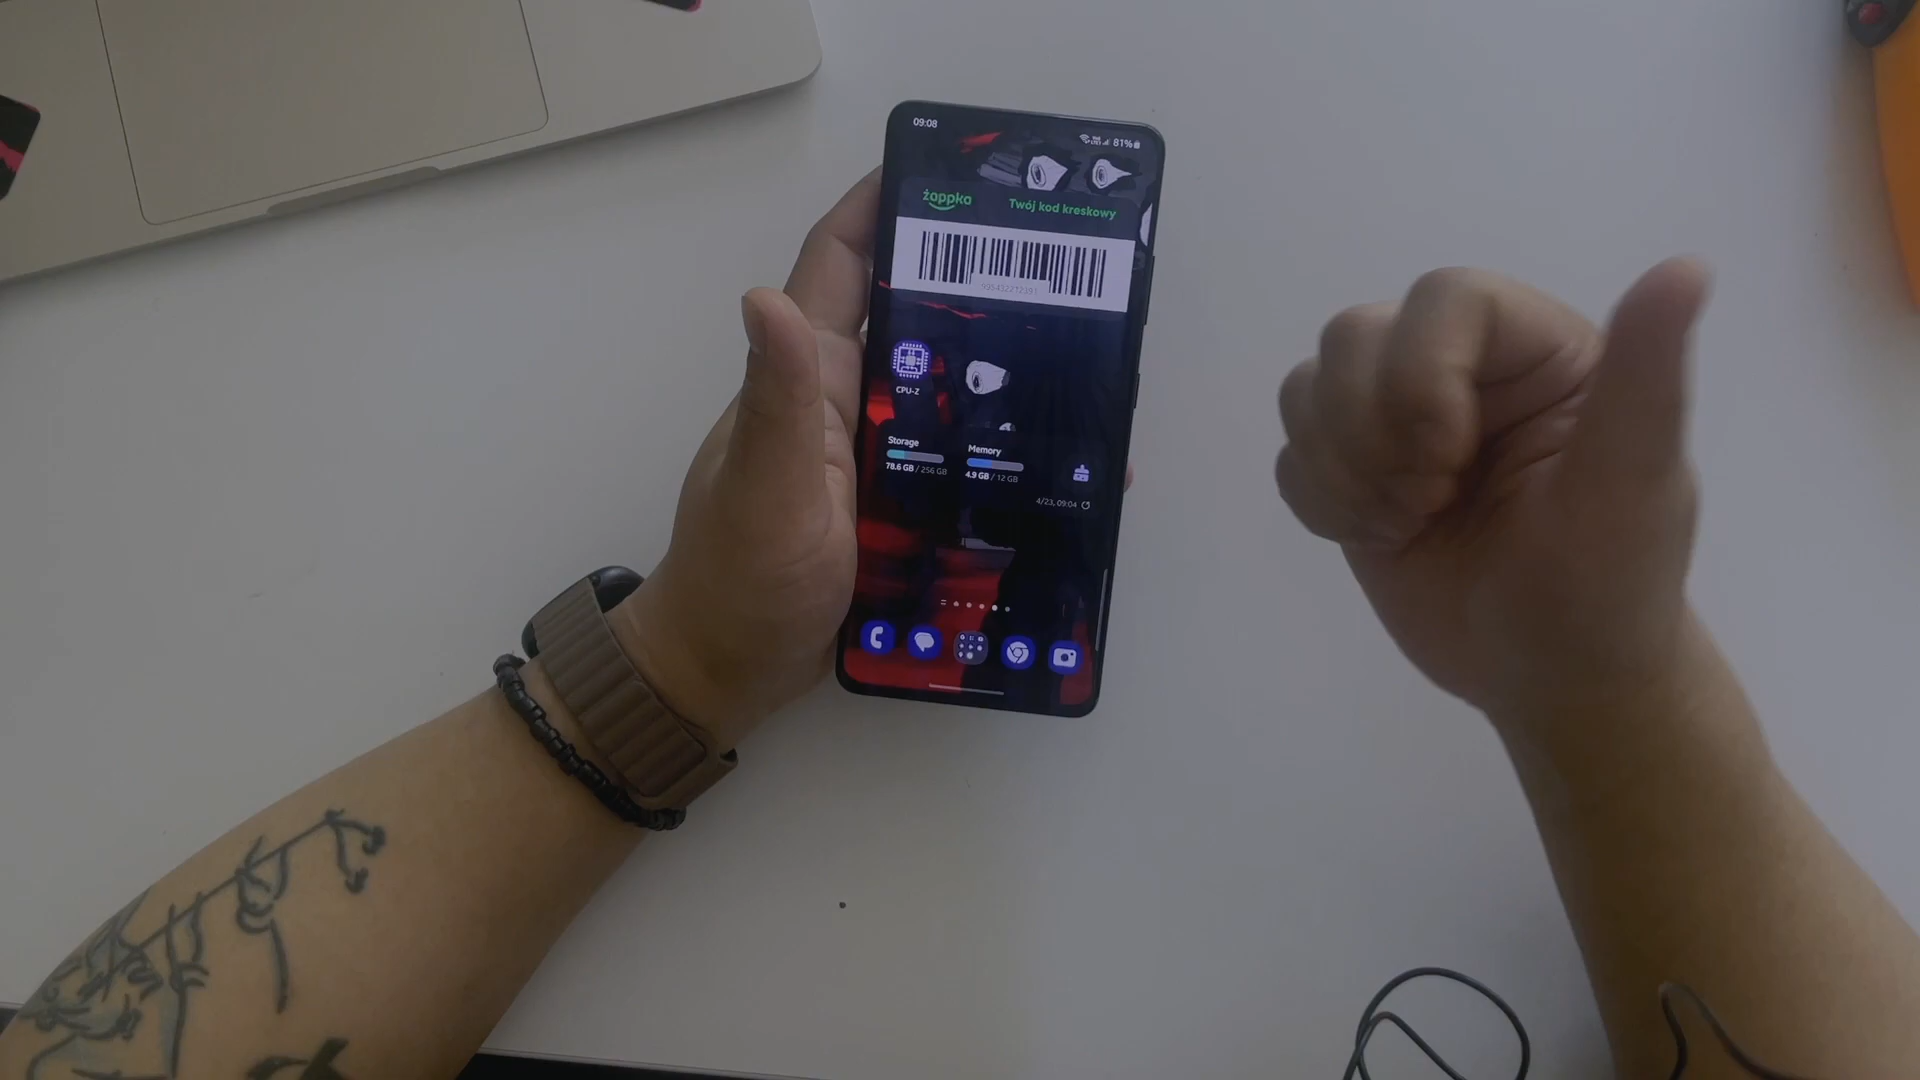 09:08
81%
żappka
Twój kod kreskowy
CPU-Z
Storage
78.6 GB / 256 GB
Memory
4.9 GB / 12 GB
4/23, 09:04